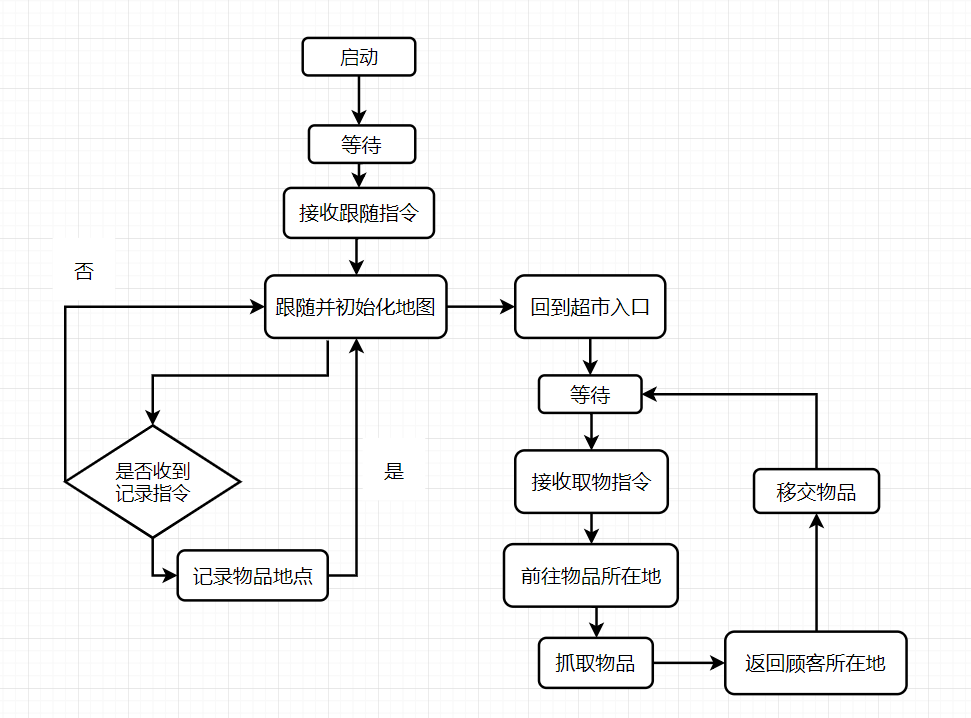 启动
等待
接收跟随指令
否
跟随并初始化地图
回到超市入口
等待
是否收到
记录指令
是
接收取物指令
移交物品
记录物品地点
前往物品所在地
抓取物品
返回顾客所在地